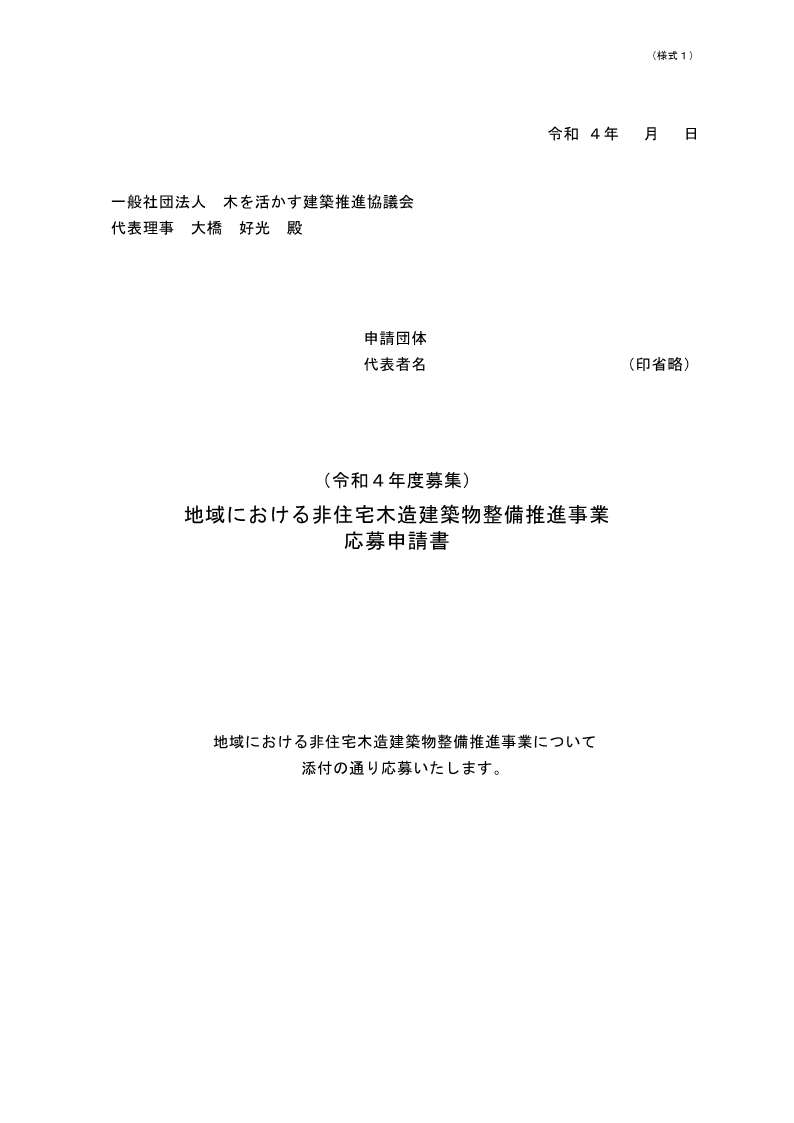 （様式１）
令和 ４年　月　日
一般社団法人　木を活かす建築推進協議会
代表理事　大橋　好光　殿
申請団体
代表者名　（印省略）
（令和４年度募集）
地域における非住宅木造建築物整備推進事業
応募申請書
地域における非住宅木造建築物整備推進事業について
添付の通り応募いたします。